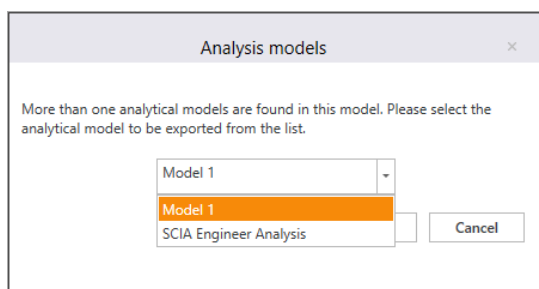 Analysis models
More than one analytical models are found in this model. Please select the
analytical model to be exported from the list.
Model 1
Model 1
SCIA Engineer Analysis
Cancel